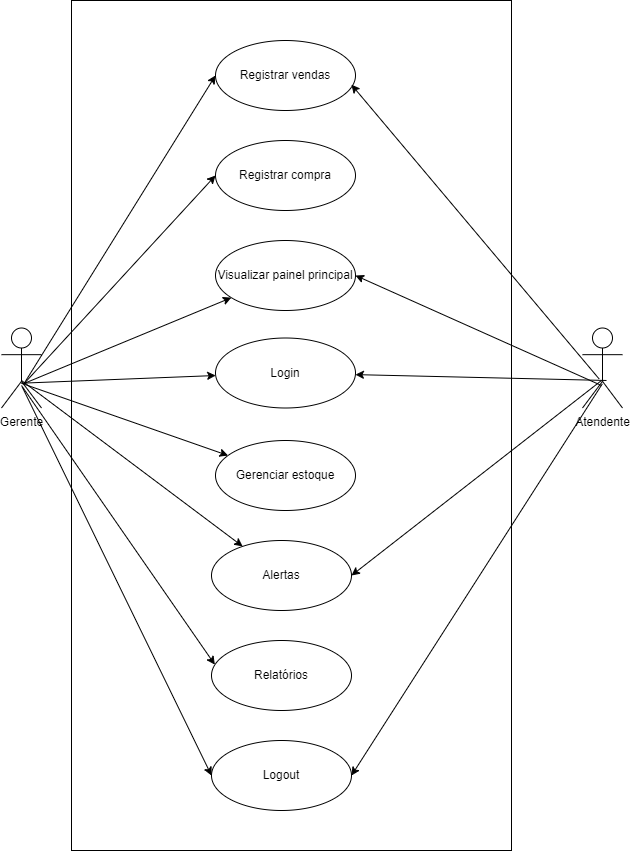 Registrar vendas
Registrar compra
Visualizar painel principal
Login
Gerente
Atendente
Gerenciar estoque
Alertas
Relatórios
Logout